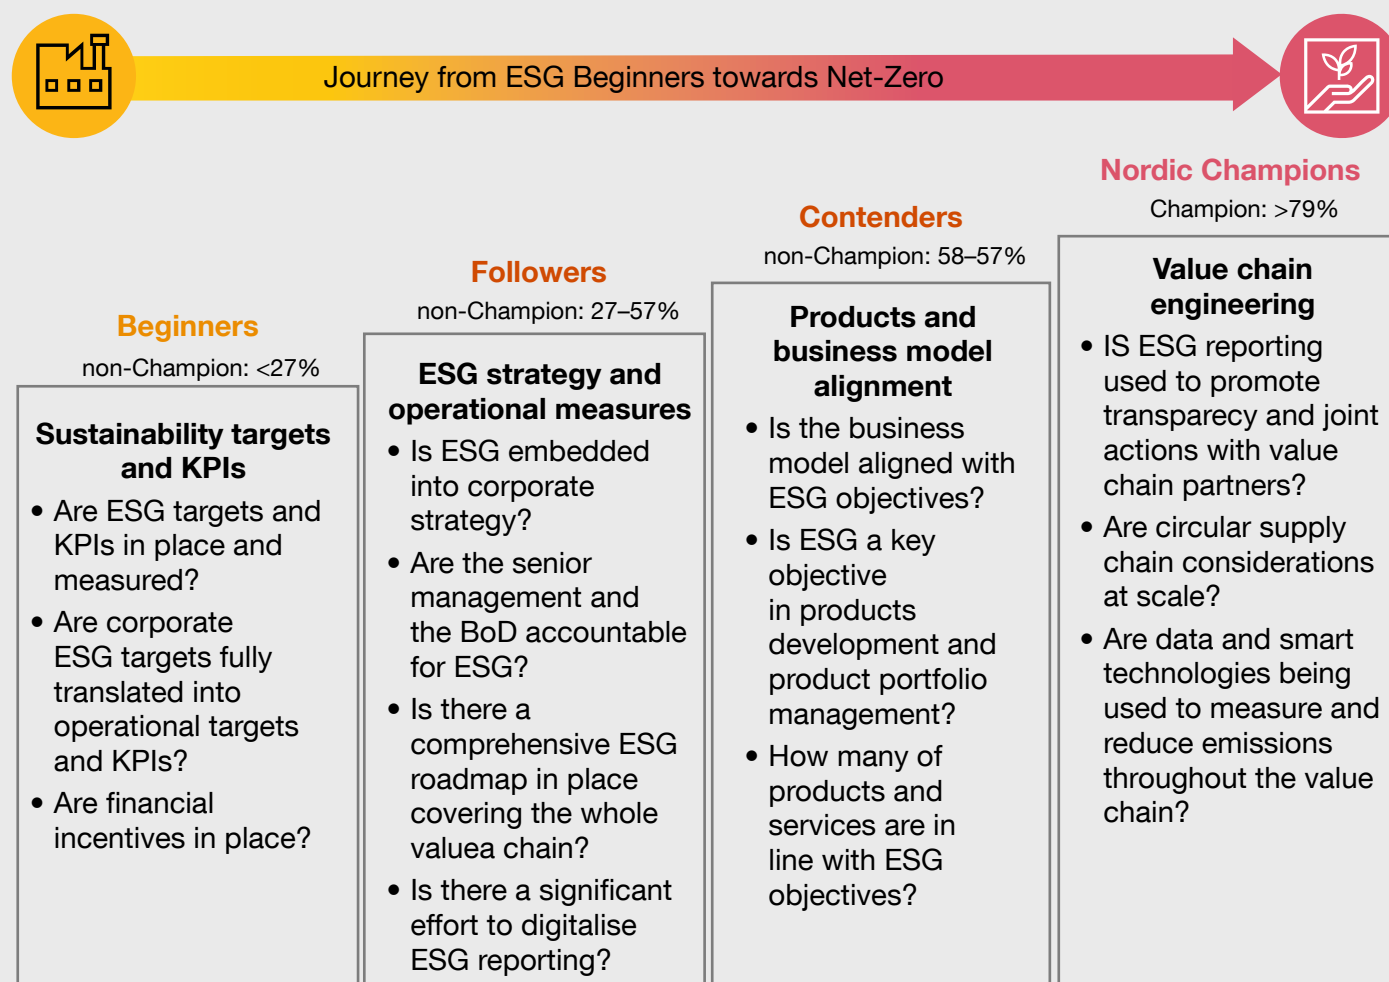 Journey from ESG Beginners towards Net-Zero
Beginners
non-Champion: <27%
Sustainability targets
and KPIs
• Are ESG targets and
KPIs in place and
measured?
• Are corporate
ESG targets fully
translated into
operational targets
and KPIs?
• Are financial
incentives in place?
Followers
non-Champion: 27–57%
ESG strategy and
operational measures
• Is ESG embedded
into corporate
strategy?
• Are the senior
management and
the BoD accountable
for ESG?
• Is there a
comprehensive ESG
roadmap in place
covering the whole
valuea chain?
• Is there a significant
effort to digitalise
ESG reporting?
Contenders
non-Champion: 58–57%
Products and
business model
alignment
• Is the business
model aligned with
ESG objectives?
• Is ESG a key
objective
in products
development and
product portfolio
management?
• How many of
products and
services are in
line with ESG
objectives?
Nordic Champions
Champion: >79%
Value chain
engineering
• IS ESG reporting
used to promote
transparecy and joint
actions with value
chain partners?
• Are circular supply
chain considerations
at scale?
• Are data and smart
technologies being
used to measure and
reduce emissions
throughout the value
chain?